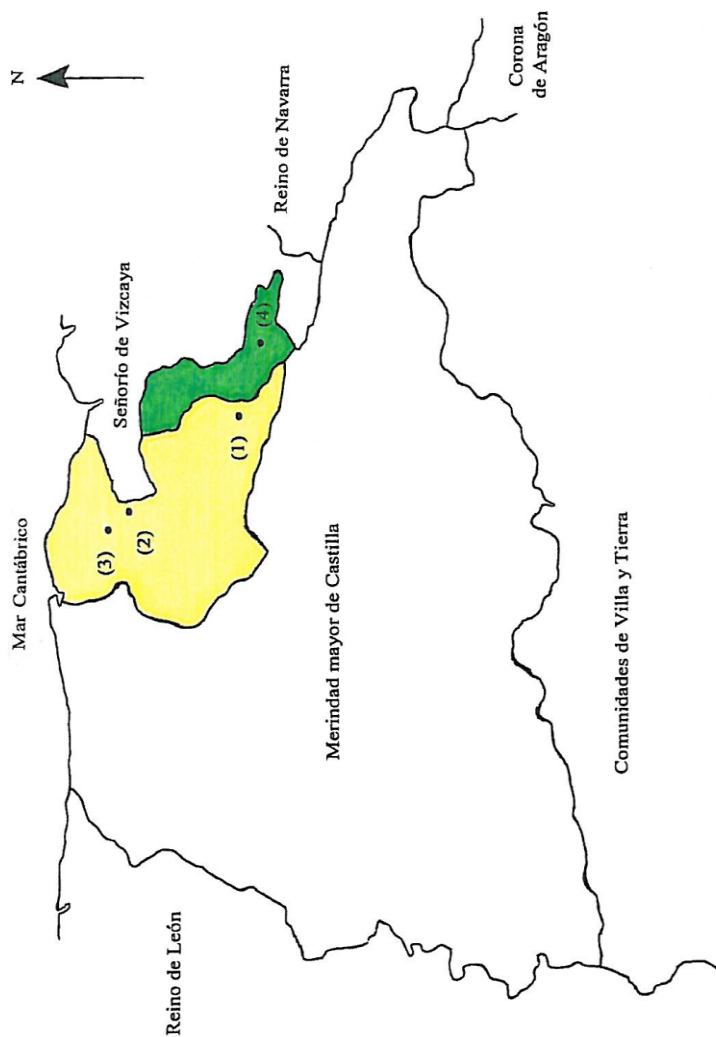 N
Mar Cantábrico
Señorío de Vizcaya
Reino de León
Reino de Navarra
(3)
(2)
(1)
(4)
Merindad mayor de Castilla
Corona
de Aragón
Comunidades de Villa y Tierra